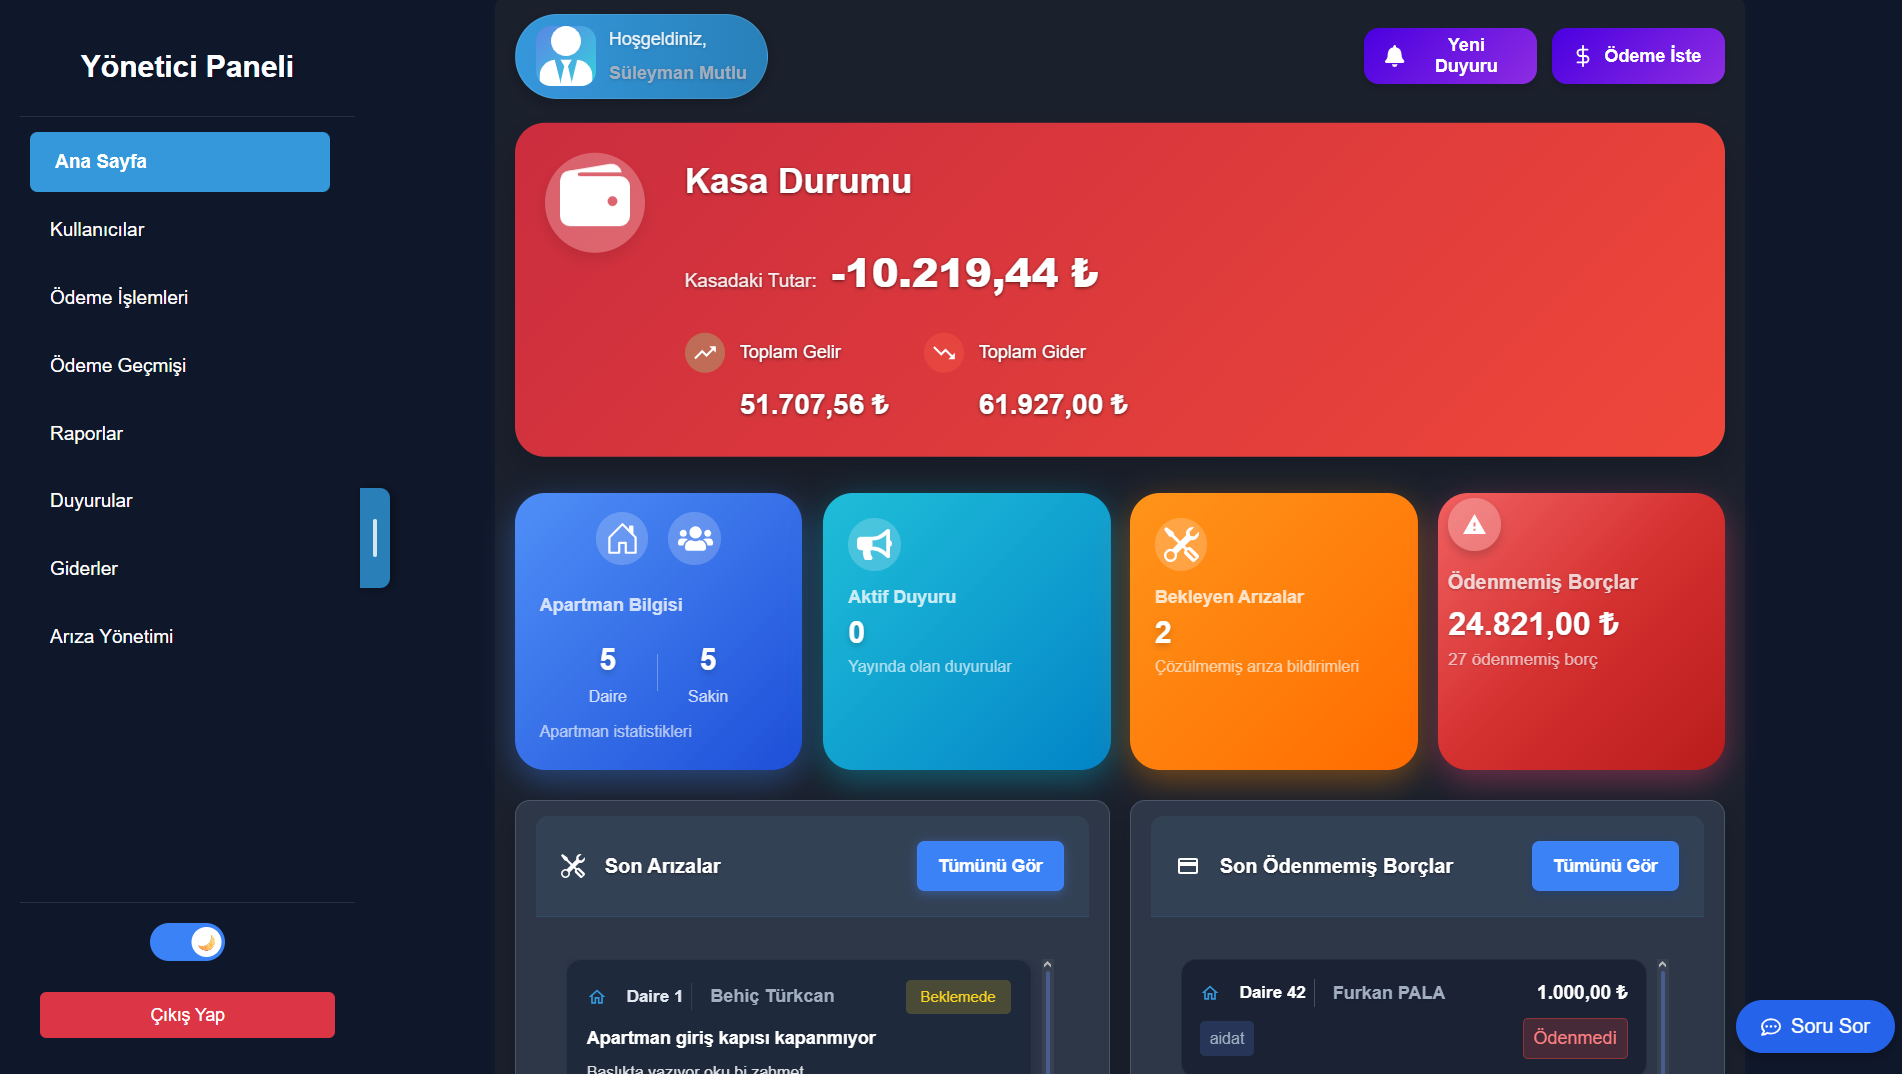 Yönetici Paneli
Ana Sayfa
Kullanıcılar
Ödeme İşlemleri
Ödeme Geçmişi
Raporlar
Duyurular
Giderler
Arıza Yönetimi
Çıkış Yap
Hoşgeldiniz,
Süleyman Mutlu
Yeni
Duyuru
Ödeme İste
Kasa Durumu
Kasadaki Tutar: -10.219,44 ₺
Toplam Gelir
51.707,56 ₺
Toplam Gider
61.927,00 ₺
Apartman Bilgisi
5
Daire
5
Sakin
Apartman istatistikleri
Aktif Duyuru
0
Yayında olan duyurular
Bekleyen Arızalar
2
Çözülmemiş arıza bildirimleri
Ödenmemiş Borçlar
24.821,00 ₺
27 ödenmemiş borç
Son Arızalar
Tümünü Gör
Daire 1
Behiç Türkcan
Beklemede
Apartman giriş kapısı kapanmıyor
Başlıkta yazıyor oku bi zahmet
Son Ödenmemiş Borçlar
Tümünü Gör
Daire 42
Furkan PALA
1.000,00 ₺
aidat
Ödenmedi
Soru Sor